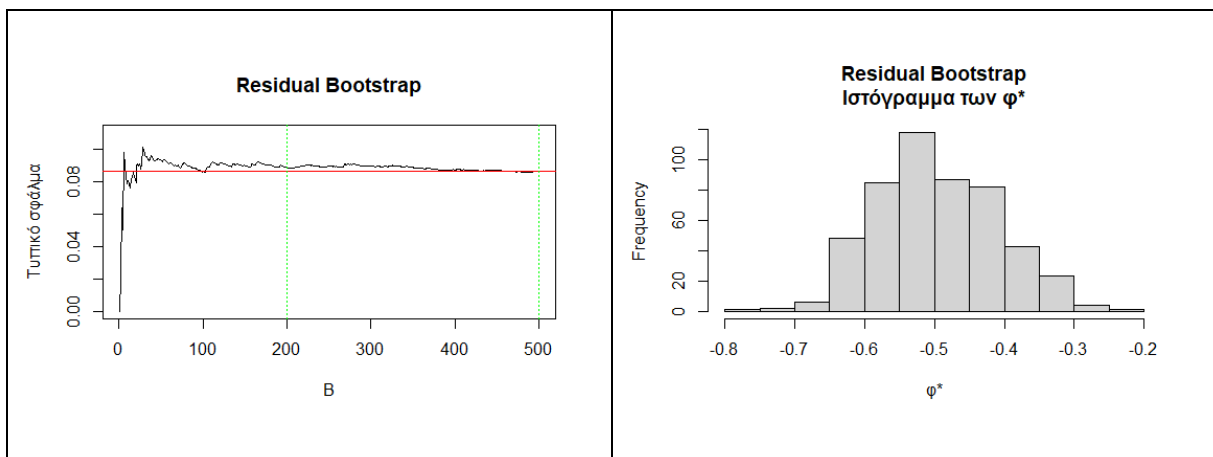 Residual Bootstrap
Τυπικό σφάλμα
0.00 0.04 0.08
0 100 200 300 400 500
B
Residual Bootstrap
Ιστόγραμμα των φ*
Frequency
0 20 60 100
-0.8 -0.7 -0.6 -0.5 -0.4 -0.3 -0.2
φ*